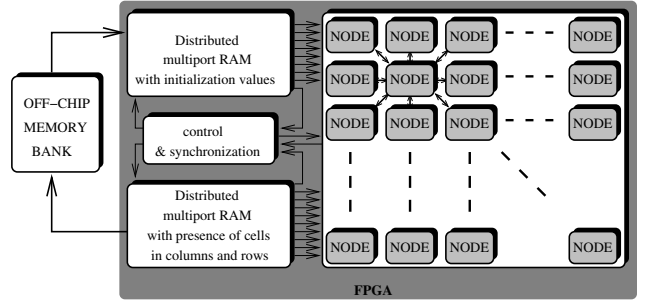 Distributed
multiport RAM
with initialization values
OFF−CHIP
MEMORY
BANK
control
& synchronization
Distributed
multiport RAM
with presence of cells
in columns and rows
NODE NODE NODE NODE
NODE NODE NODE NODE
NODE NODE NODE NODE
NODE NODE NODE NODE
FPGA